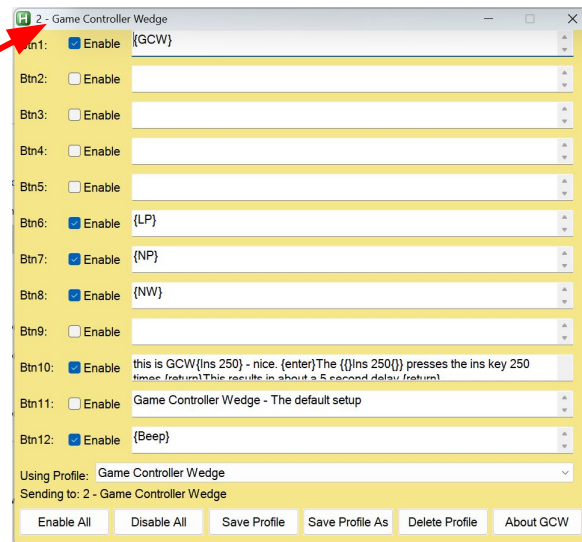 H 2 - Game Controller Wedge
Btn1: Enable {GCW}
Btn2: Enable
Btn3: Enable
Btn4: Enable
Btn5: Enable
Btn6: Enable {LP}
Btn7: Enable {NP}
Btn8: Enable {NW}
Btn9: Enable
Btn10: Enable this is GCW{Ins 250} - nice. {enter}The {{}Ins 250{}} presses the ins key 250
times.{return}This results in about a 5 second delay.{return}
Btn11: Enable Game Controller Wedge - The default setup
Btn12: Enable {Beep}
Using Profile: Game Controller Wedge
Sending to: 2 - Game Controller Wedge
Enable All Disable All Save Profile Save Profile As Delete Profile About GCW